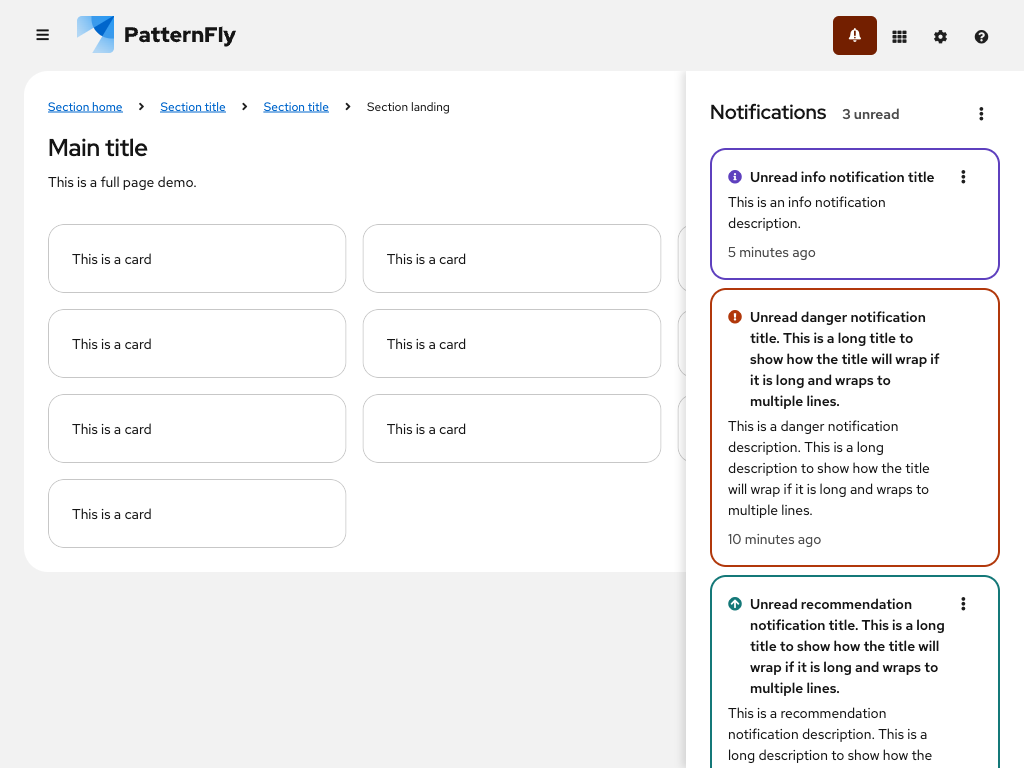 PatternFly
Section home
Section title
Section title
Section landing
Main title
This is a full page demo.
This is a card
This is a card
This is a card
This is a card
This is a card
This is a card
This is a card
Notifications
3 unread
Unread info notification title
This is an info notification
description.
5 minutes ago
Unread danger notification
title. This is a long title to
show how the title will wrap if
it is long and wraps to
multiple lines.
This is a danger notification
description. This is a long
description to show how the title
will wrap if it is long and wraps to
multiple lines.
10 minutes ago
Unread recommendation
notification title. This is a long
title to show how the title will
wrap if it is long and wraps to
multiple lines.
This is a recommendation
notification description. This is a
long description to show how the